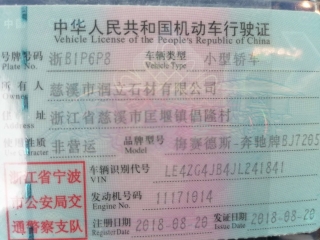 中华人民共和国机动车行驶证
Vehicle License of the People's Republic of China
号牌号码 浙B1P6P8 车辆类型 小型轿车
Plate No. Vehicle Type
所有人 慈溪市润立石材有限公司
Owner
住址 浙江省慈溪市匡堰镇倡隆村
Address
使用性质 非营运 品牌型号 梅赛德斯-奔驰牌BJ7205
Use Character Model
车辆识别代号 LE4ZG4JB4JL241841
VIN
发动机号码 11171914
Engine No.
注册日期 2018-08-20 发证日期 2018-08-20
Register Date Issue Date
浙江省宁波
市公安局交
通警察支队